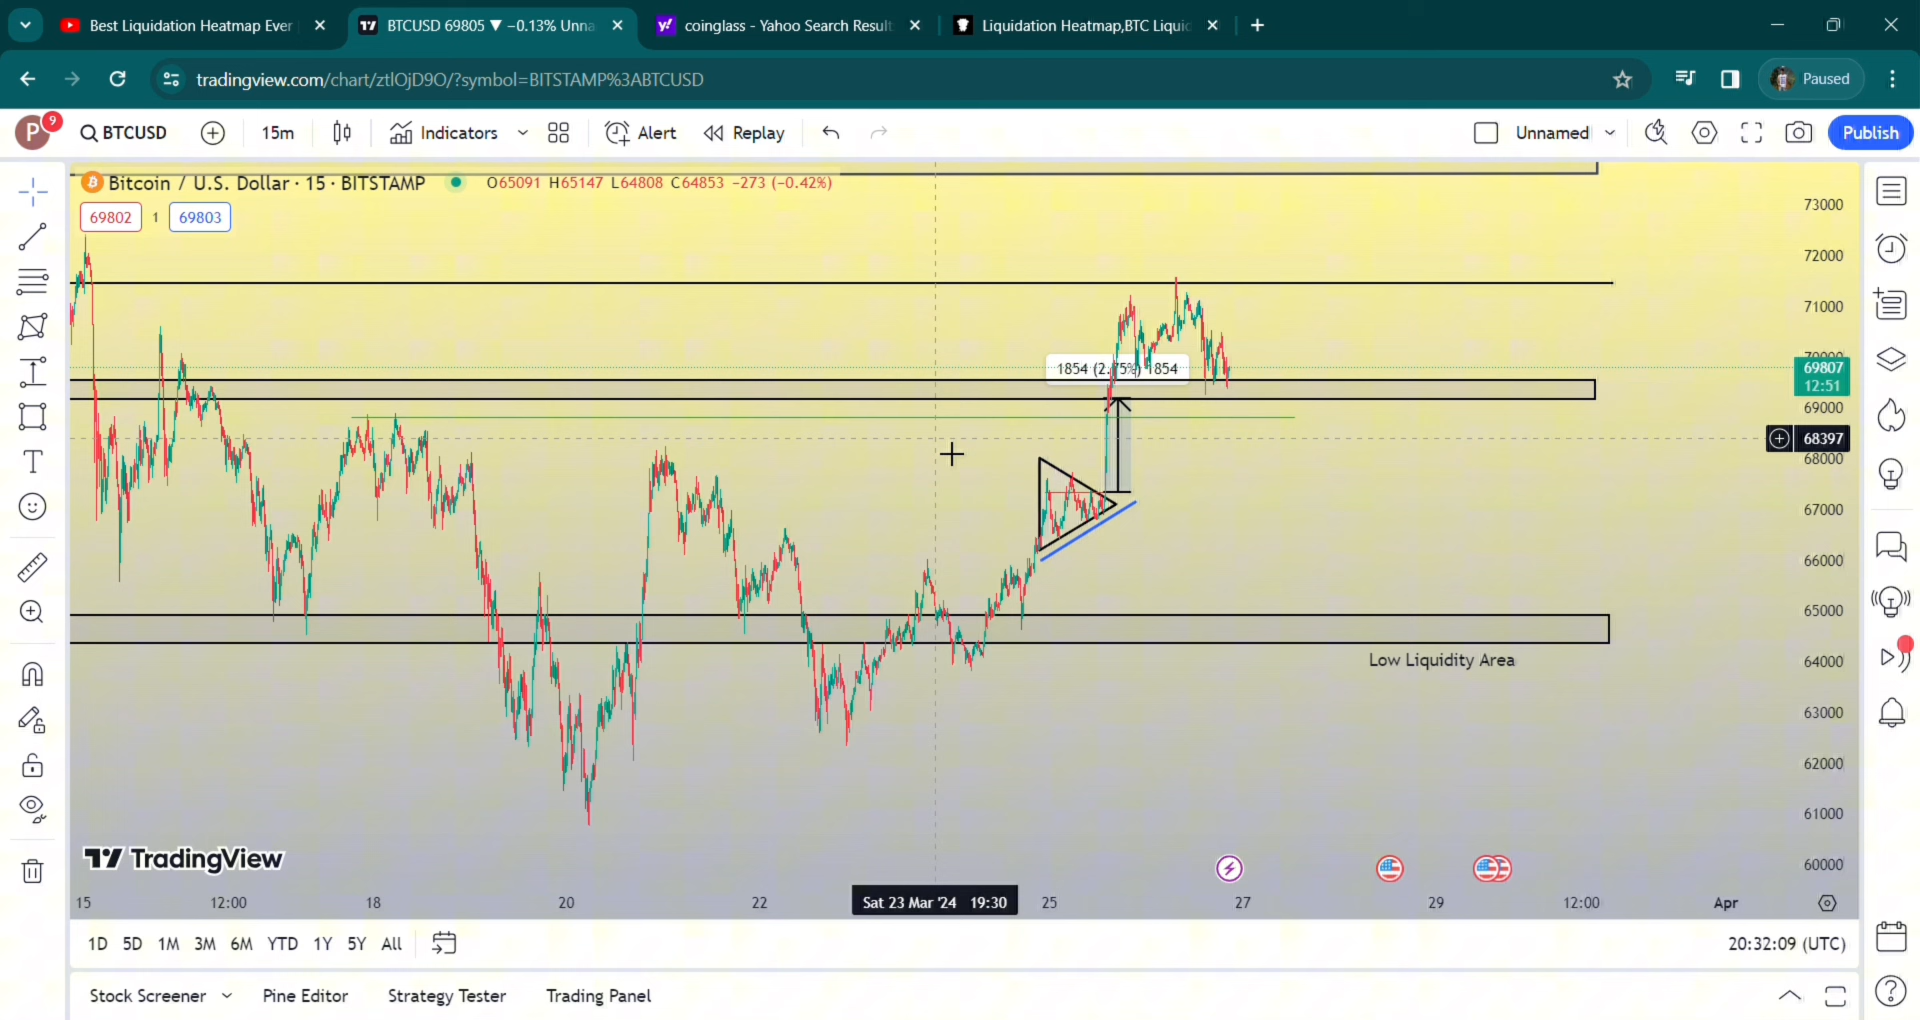 Best Liquidation Heatmap Ever
BTCUSD 69805 ▼ −0.13% Unna
coinglass - Yahoo Search Result
Liquidation Heatmap,BTC Liquid
tradingview.com/chart/ztlOjD9O/?symbol=BITSTAMP%3ABTCUSD
Paused
P 9
BTCUSD
15m
Indicators
Alert
Replay
Unnamed
Publish
Bitcoin / U.S. Dollar · 15 · BITSTAMP
O65091 H65147 L64808 C64853 −273 (−0.42%)
69802 1 69803
73000
72000
71000
70000
69807
12:51
69000
68397
68000
67000
66000
65000
64000
63000
62000
61000
60000
1854 (2.75%) 1854
Low Liquidity Area
TradingView
15 12:00 18 20 22 Sat 23 Mar '24 19:30 25 27 29 12:00 Apr
1D 5D 1M 3M 6M YTD 1Y 5Y All
20:32:09 (UTC)
Stock Screener Pine Editor Strategy Tester Trading Panel